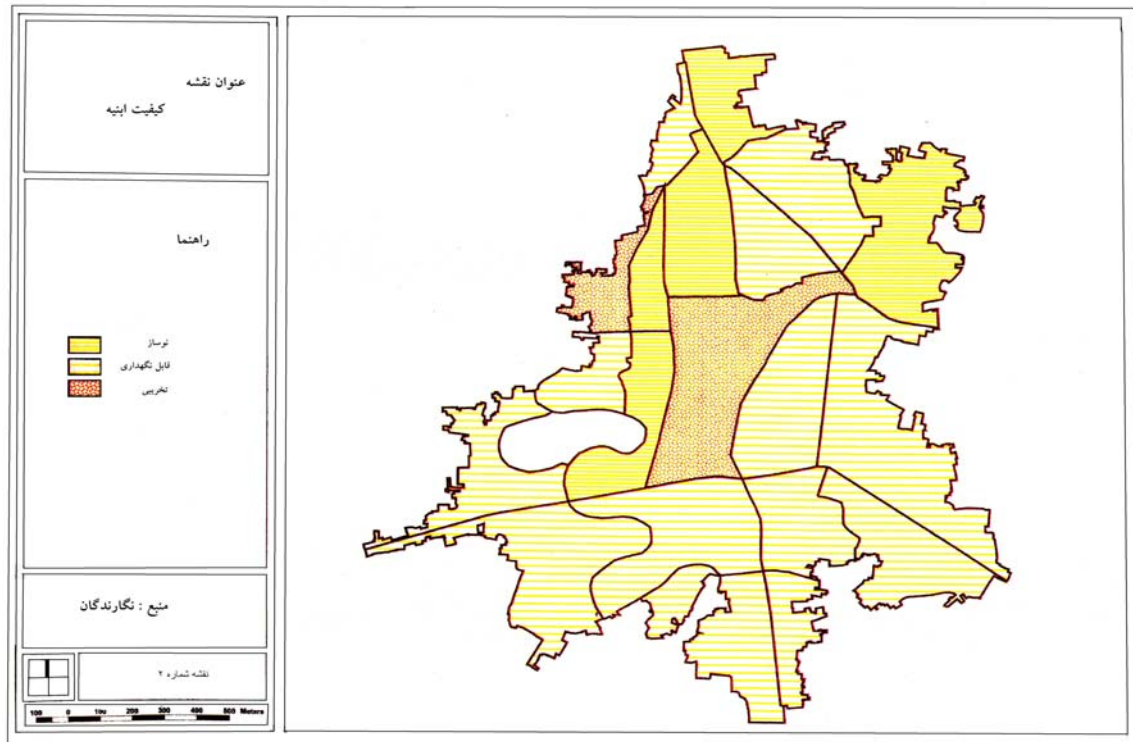 عنوان نقشه
کیفیت ابنیه
راهنما
نوساز
قابل نگهداری
تخریبی
منبع : نگارندگان
نقشه شماره ۲
100 0 100 200 300 400 500 Meters